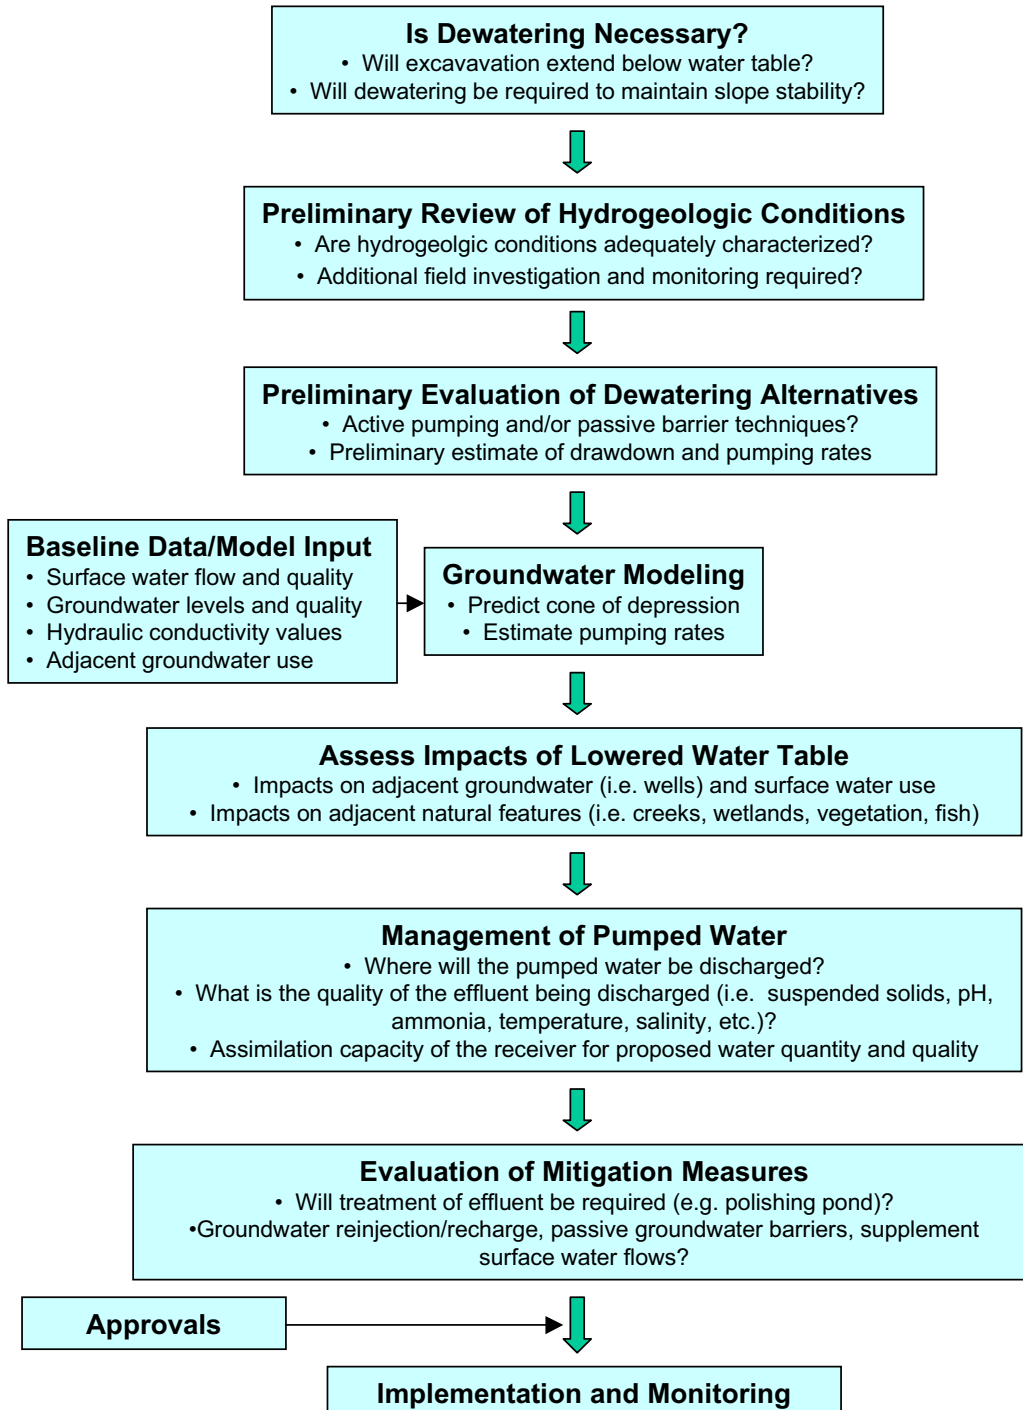 Is Dewatering Necessary?
• Will excavavation extend below water table?
• Will dewatering be required to maintain slope stability?
Preliminary Review of Hydrogeologic Conditions
• Are hydrogeolgic conditions adequately characterized?
• Additional field investigation and monitoring required?
Preliminary Evaluation of Dewatering Alternatives
• Active pumping and/or passive barrier techniques?
• Preliminary estimate of drawdown and pumping rates
Baseline Data/Model Input
• Surface water flow and quality
• Groundwater levels and quality
• Hydraulic conductivity values
• Adjacent groundwater use
Groundwater Modeling
• Predict cone of depression
• Estimate pumping rates
Assess Impacts of Lowered Water Table
• Impacts on adjacent groundwater (i.e. wells) and surface water use
• Impacts on adjacent natural features (i.e. creeks, wetlands, vegetation, fish)
Management of Pumped Water
• Where will the pumped water be discharged?
• What is the quality of the effluent being discharged (i.e. suspended solids, pH,
ammonia, temperature, salinity, etc.)?
• Assimilation capacity of the receiver for proposed water quantity and quality
Evaluation of Mitigation Measures
• Will treatment of effluent be required (e.g. polishing pond)?
•Groundwater reinjection/recharge, passive groundwater barriers, supplement
surface water flows?
Approvals
Implementation and Monitoring